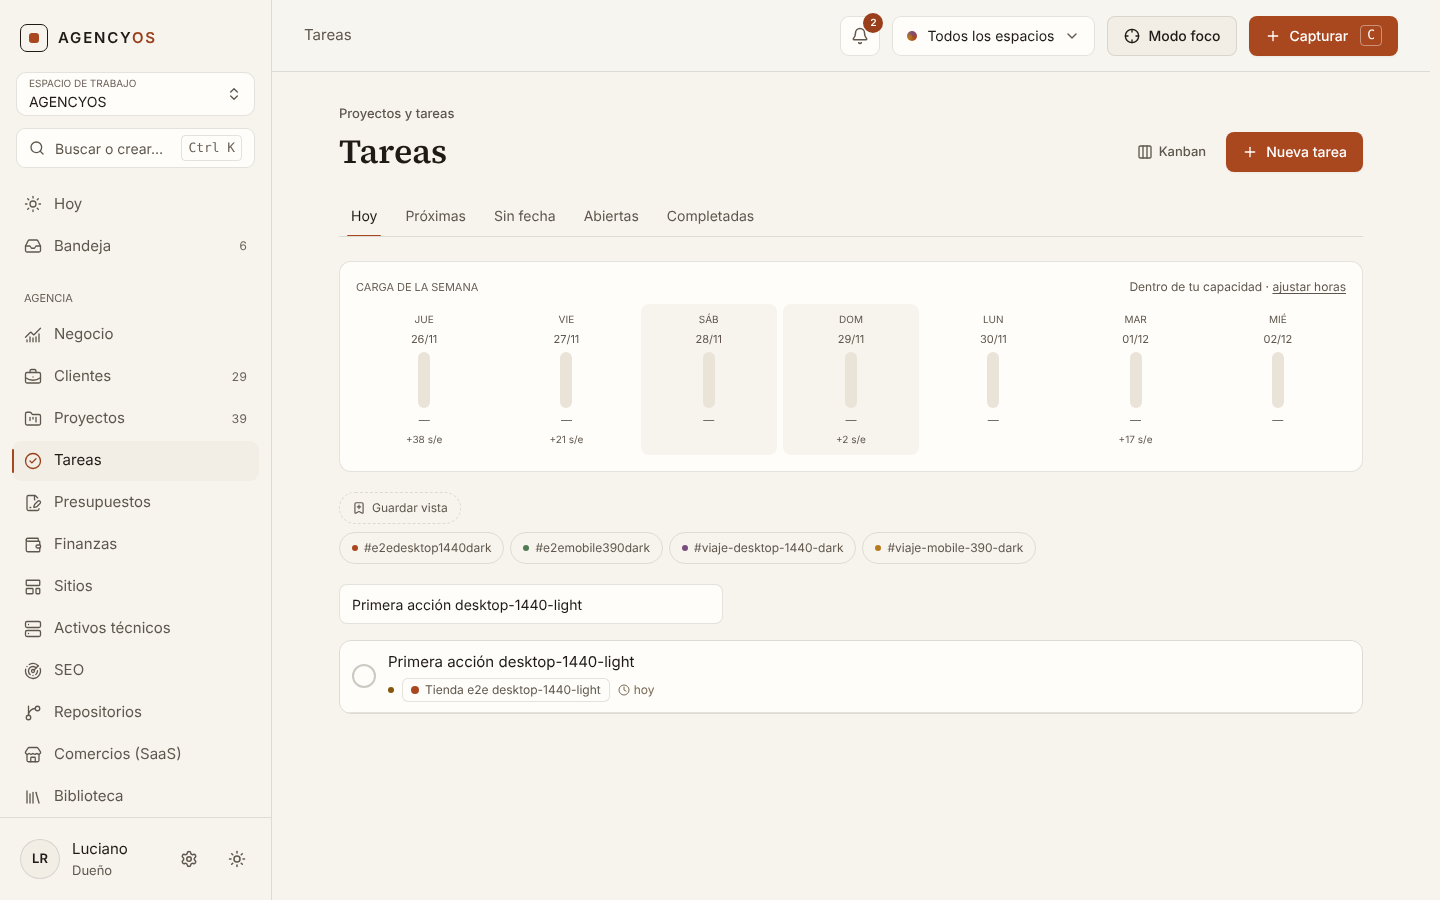 AGENCYOS
ESPACIO DE TRABAJO
AGENCYOS
Buscar o crear... Ctrl K
Hoy
Bandeja 6
AGENCIA
Negocio
Clientes 29
Proyectos 39
Tareas
Presupuestos
Finanzas
Sitios
Activos técnicos
SEO
Repositorios
Comercios (SaaS)
Biblioteca
LR
Luciano
Dueño
Tareas
2
Todos los espacios
Modo foco
Capturar C
Proyectos y tareas
Tareas
Kanban
Nueva tarea
Hoy Próximas Sin fecha Abiertas Completadas
CARGA DE LA SEMANA
Dentro de tu capacidad · ajustar horas
JUE VIE SÁB DOM LUN MAR MIÉ
26/11 27/11 28/11 29/11 30/11 01/12 02/12
— — — — — — —
+38 s/e +21 s/e +2 s/e +17 s/e
Guardar vista
#e2edesktop1440dark #e2emobile390dark #viaje-desktop-1440-dark #viaje-mobile-390-dark
Primera acción desktop-1440-light
Primera acción desktop-1440-light
Tienda e2e desktop-1440-light hoy